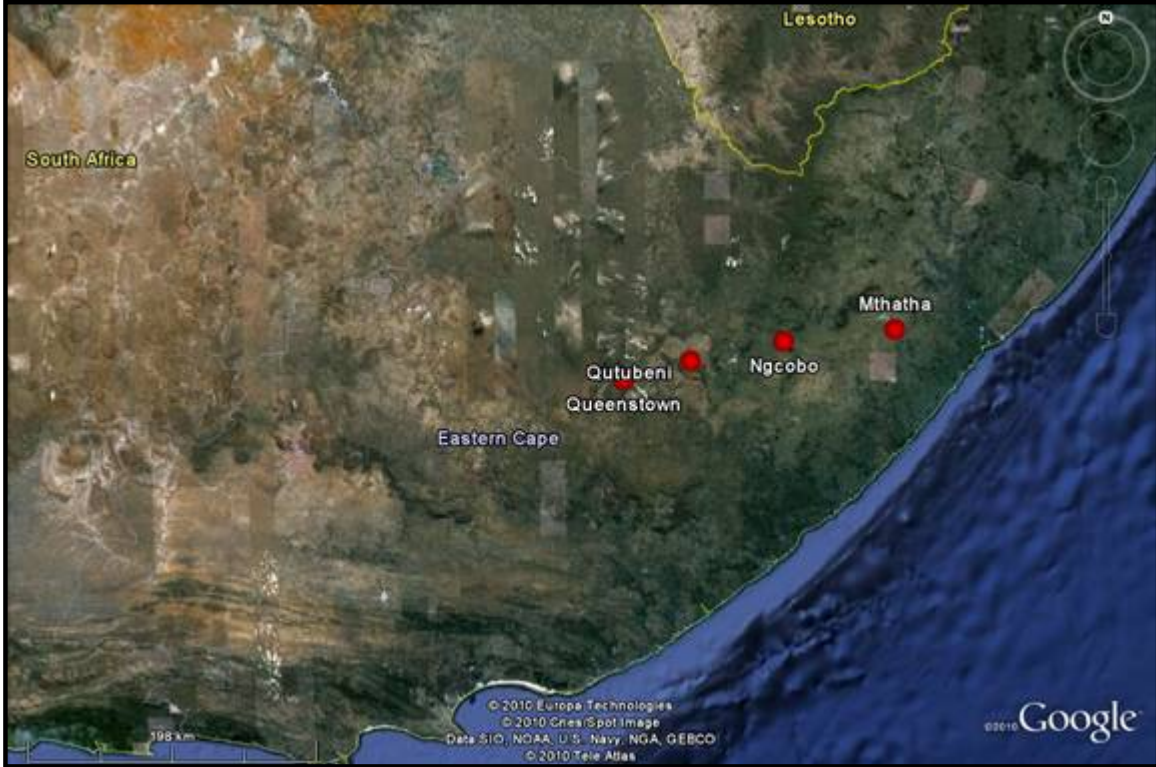 Lesotho
N
South Africa
Mthatha
Ngcobo
Qutubeni
Queenstown
Eastern Cape
198 km
© 2010 Europa Technologies
© 2010 Cnes/Spot Image
Data SIO, NOAA, U.S. Navy, NGA, GEBCO
© 2010 Tele Atlas
©2010 Google